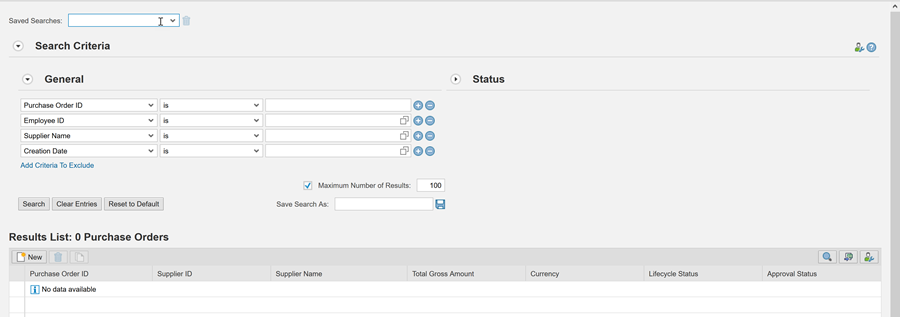 Saved Searches:
Search Criteria
General
Status
Purchase Order ID is
Employee ID is
Supplier Name is
Creation Date is
Add Criteria To Exclude
Maximum Number of Results: 100
Search Clear Entries Reset to Default Save Search As:
Results List: 0 Purchase Orders
New
Purchase Order ID Supplier ID Supplier Name Total Gross Amount Currency Lifecycle Status Approval Status
No data available